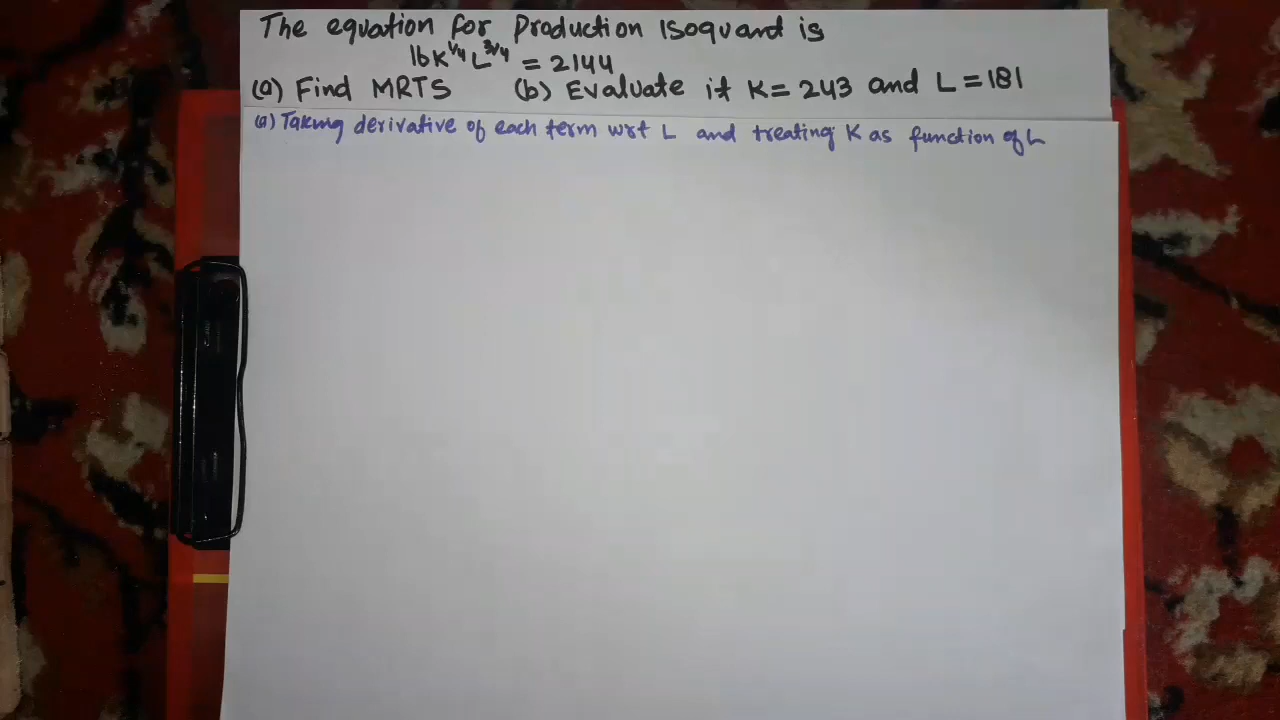 The equation for Production Isoquant is
16K^1/4 L^3/4 = 2144
(a) Find MRTS (b) Evaluate it K= 243 and L=181
(a) Taking derivative of each term wrt L and treating K as function of L